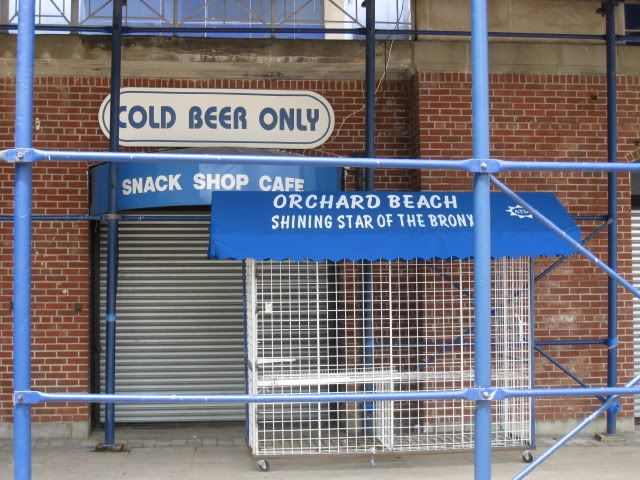 COLD BEER ONLY
SNACK SHOP CAFE
ORCHARD BEACH
SHINING STAR OF THE BRONX